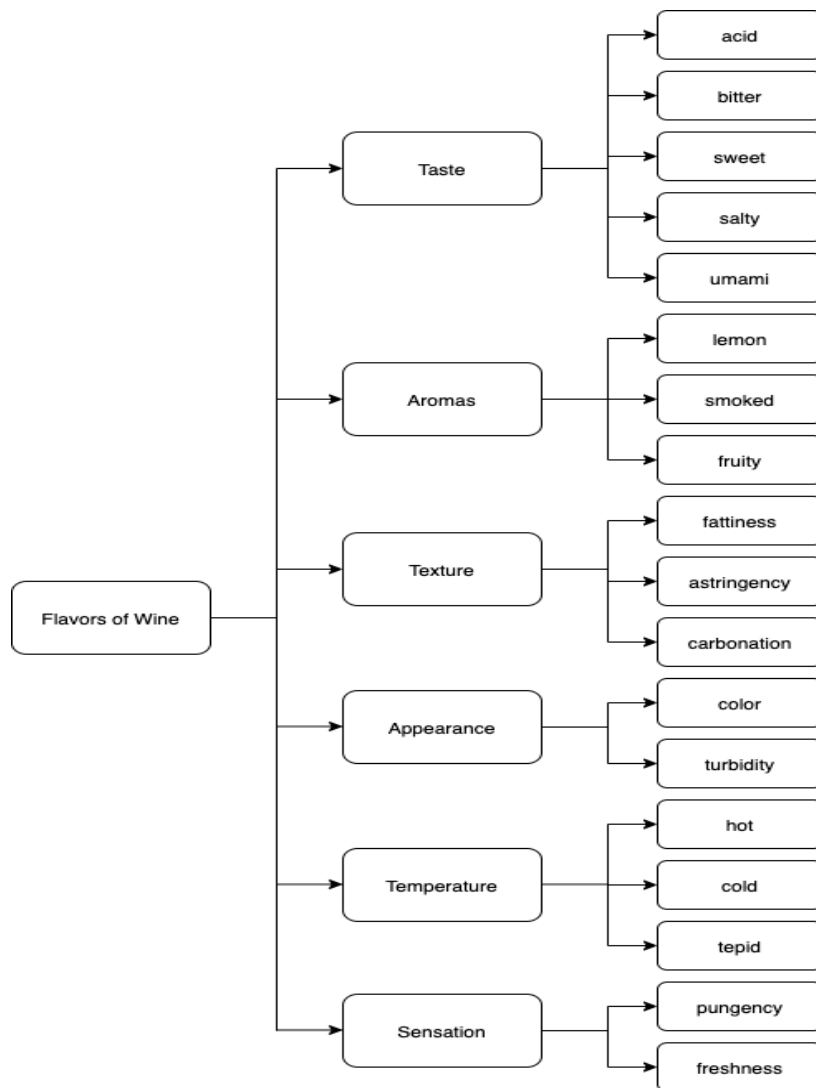 acid
bitter
sweet
Taste
salty
umami
lemon
Aromas
smoked
fruity
fattiness
Texture
astringency
Flavors of Wine
carbonation
color
Appearance
turbidity
hot
Temperature
cold
tepid
pungency
Sensation
freshness